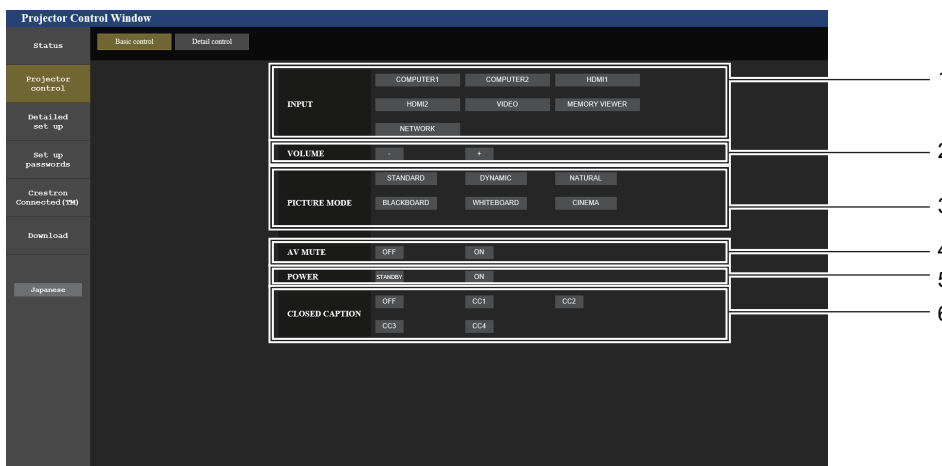 Projector Control Window
Status
Basic control Detail control
Projector
control
Detailed
set up
Set up
passwords
Crestron
Connected(TM)
Download
Japanese
INPUT
COMPUTER1 COMPUTER2 HDMI1
HDMI2 VIDEO MEMORY VIEWER
NETWORK
VOLUME - +
PICTURE MODE
STANDARD DYNAMIC NATURAL
BLACKBOARD WHITEBOARD CINEMA
AV MUTE OFF ON
POWER STANDBY ON
CLOSED CAPTION
OFF CC1 CC2
CC3 CC4
1
2
3
4
5
6